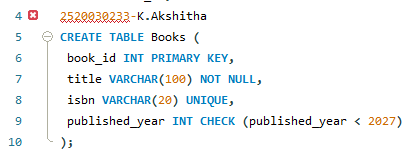 4 2520030233-K.Akshitha
5 CREATE TABLE Books (
6 book_id INT PRIMARY KEY,
7 title VARCHAR(100) NOT NULL,
8 isbn VARCHAR(20) UNIQUE,
9 published_year INT CHECK (published_year < 2027)
10 );